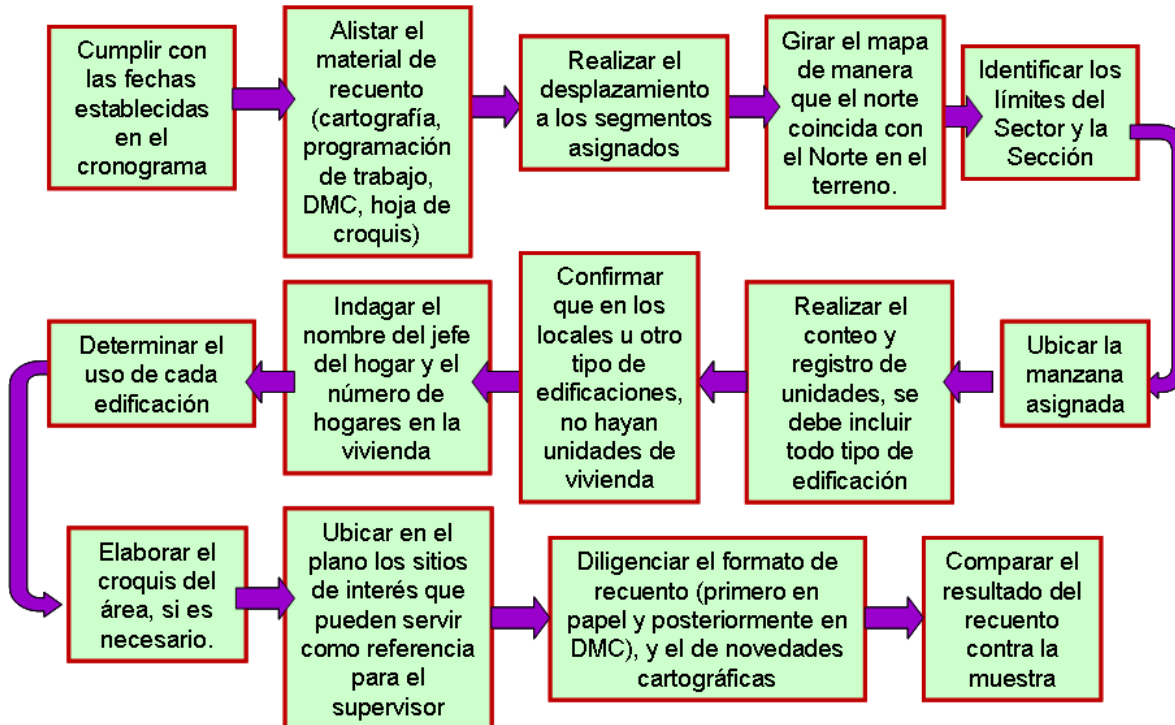 Cumplir con
las fechas
establecidas
en el
cronograma
Alistar el
material de
recuento
(cartografía,
programación
de trabajo,
DMC, hoja de
croquis)
Realizar el
desplazamiento
a los segmentos
asignados
Girar el mapa
de manera
que el norte
coincida con
el Norte en el
terreno.
Identificar los
límites del
Sector y la
Sección
Ubicar la
manzana
asignada
Realizar el
conteo y
registro de
unidades, se
debe incluir
todo tipo de
edificación
Confirmar
que en los
locales u otro
tipo de
edificaciones,
no hayan
unidades de
vivienda
Indagar el
nombre del jefe
del hogar y el
número de
hogares en la
vivienda
Determinar el
uso de cada
edificación
Elaborar el
croquis del
área, si es
necesario.
Ubicar en el
plano los sitios
de interés que
pueden servir
como referencia
para el
supervisor
Diligenciar el formato de
recuento (primero en
papel y posteriormente en
DMC), y el de novedades
cartográficas
Comparar el
resultado del
recuento
contra la
muestra